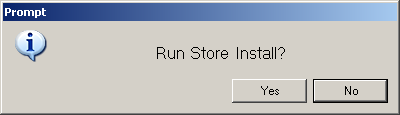 Prompt
Run Store Install?
Yes
No